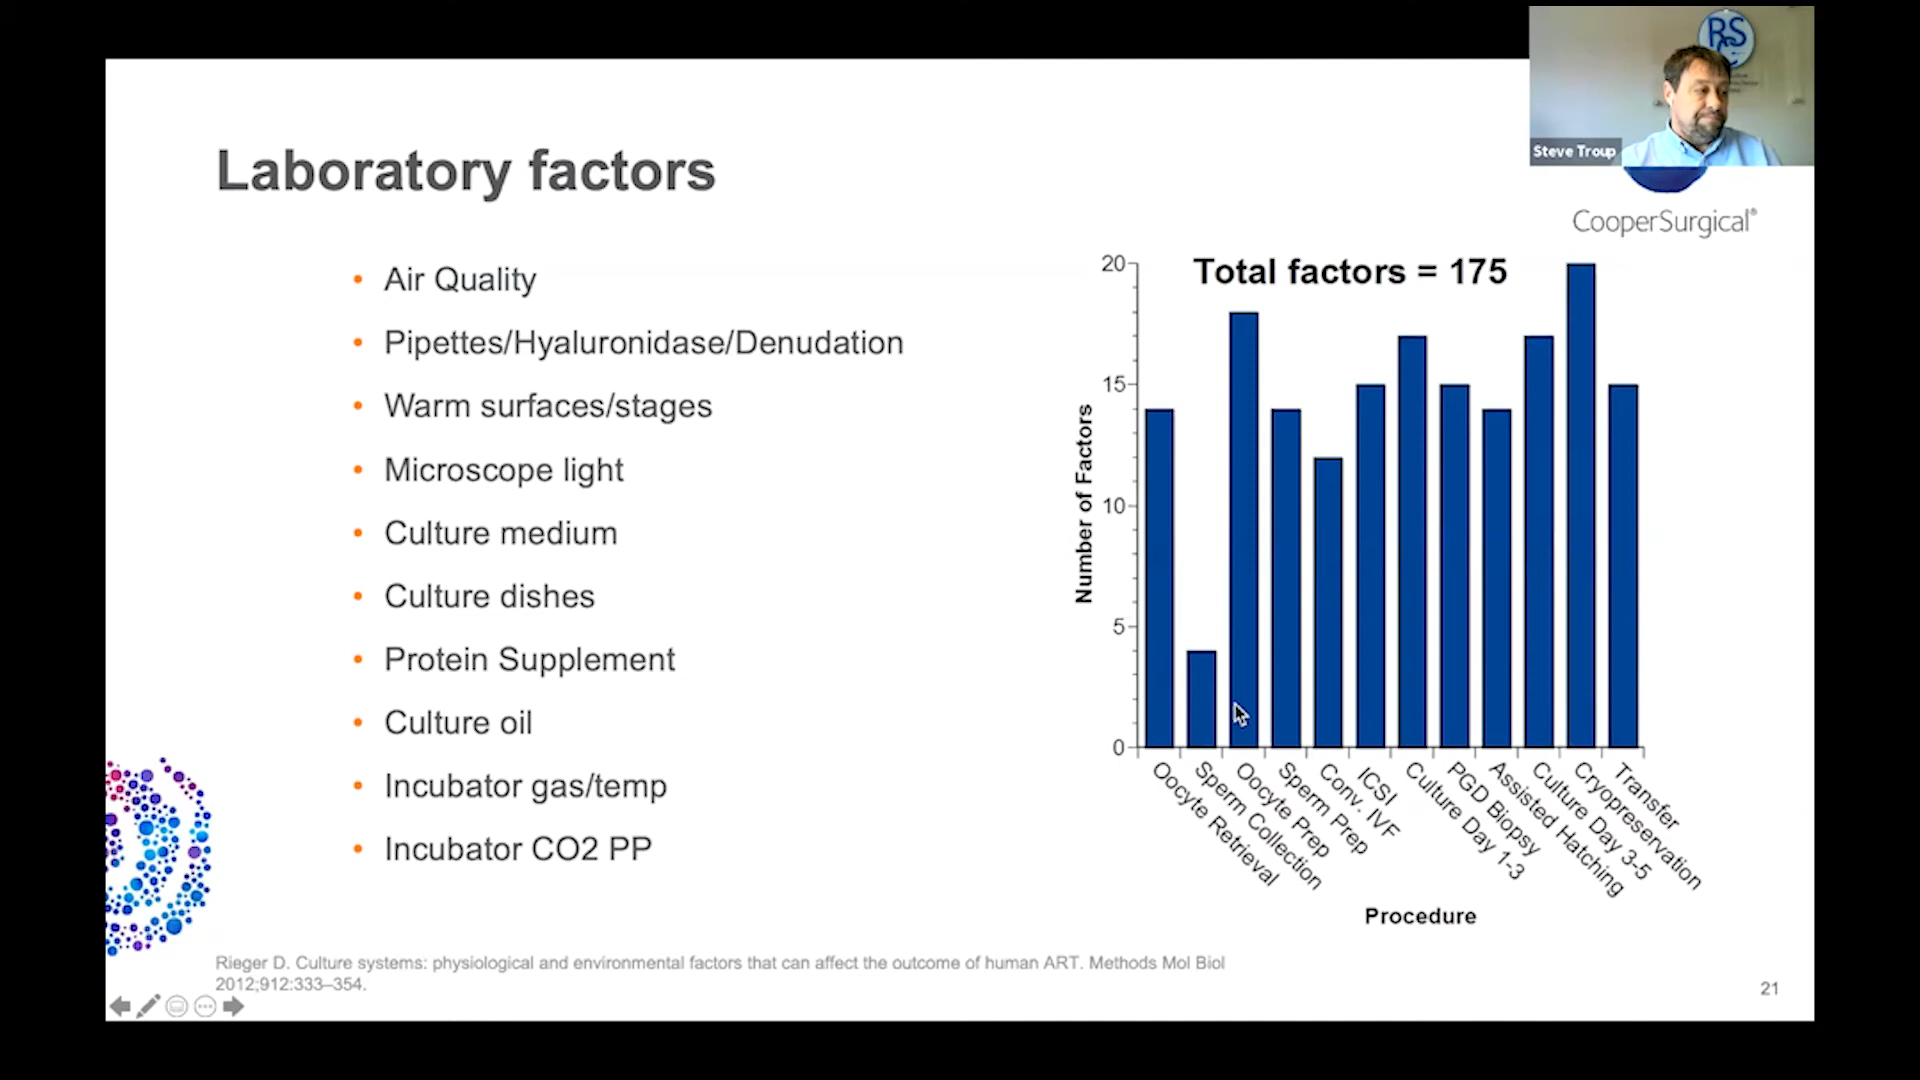 RSC
Steve Troup
CooperSurgical®
Laboratory factors
• Air Quality
• Pipettes/Hyaluronidase/Denudation
• Warm surfaces/stages
• Microscope light
• Culture medium
• Culture dishes
• Protein Supplement
• Culture oil
• Incubator gas/temp
• Incubator CO2 PP
Total factors = 175
Number of Factors
20
15
10
5
0
Oocyte Retrieval
Sperm Collection
Oocyte Prep
Sperm Prep
Conv. IVF
ICSI
Culture Day 1-3
PGD Biopsy
Assisted Hatching
Culture Day 3-5
Cryopreservation
Transfer
Procedure
Rieger D. Culture systems: physiological and environmental factors that can affect the outcome of human ART. Methods Mol Biol
2012;912:333–354.
21